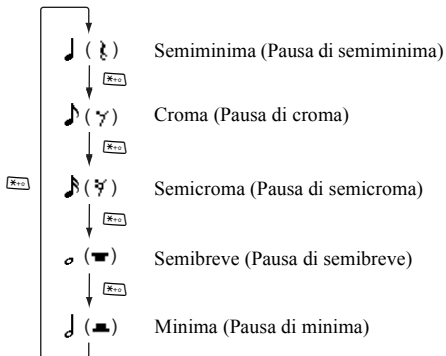 Semiminima (Pausa di semiminima)
Croma (Pausa di croma)
Semicroma (Pausa di semicroma)
Semibreve (Pausa di semibreve)
Minima (Pausa di minima)